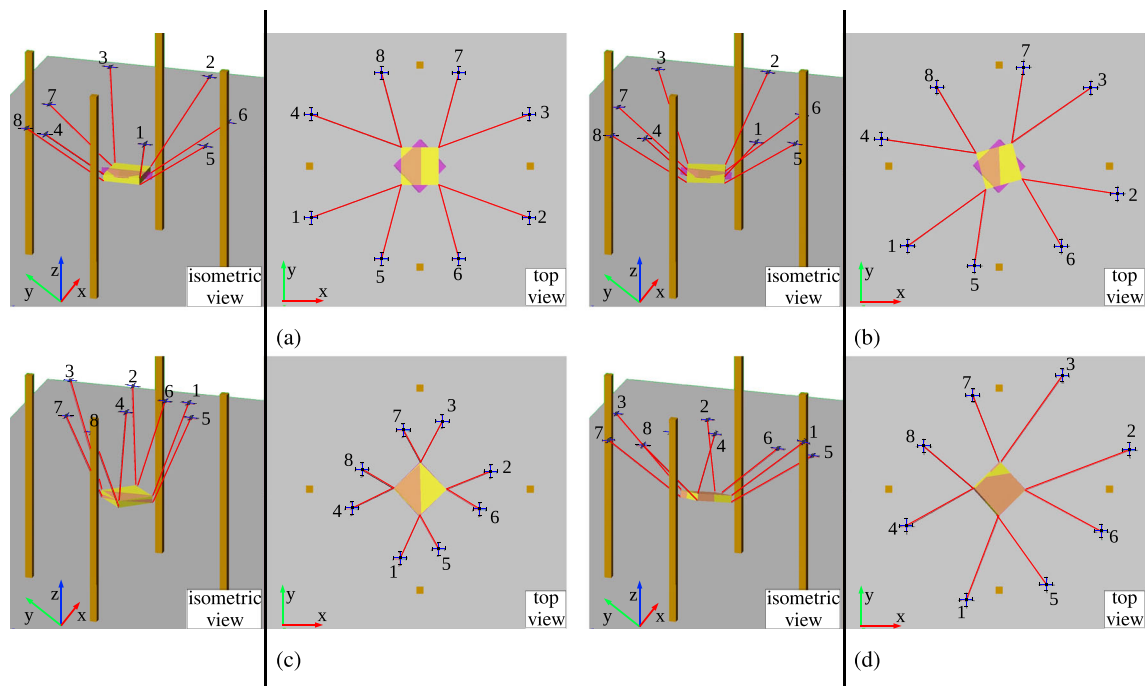 3 2 7 6 8 4 1 5
z y x
isometric
view
8 7 4 3 1 2 5 6
y x
top
view
(a)
3 2 7 6 8 4 1 5
z y x
isometric
view
7 8 3 4 2 1 6 5
y x
top
view
(b)
3 2 6 1 7 8 4 5
z y x
isometric
view
7 3 8 2 4 6 1 5
y x
top
view
(c)
3 2 1 7 8 4 6 5
z y x
isometric
view
3 7 8 2 4 6 1 5
y x
top
view
(d)